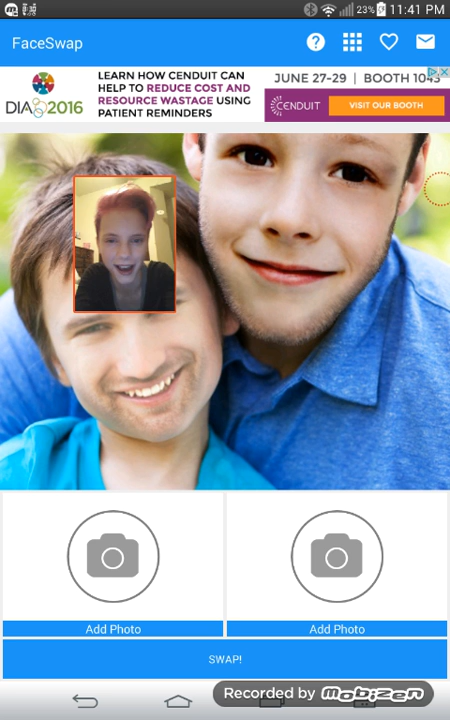 23% 11:41 PM
FaceSwap
DIA 2016
LEARN HOW CENDUIT CAN
HELP TO REDUCE COST AND
RESOURCE WASTAGE USING
PATIENT REMINDERS
JUNE 27-29 | BOOTH 1043
CENDUIT
VISIT OUR BOOTH
Add Photo
Add Photo
SWAP!
Recorded by Mobizen